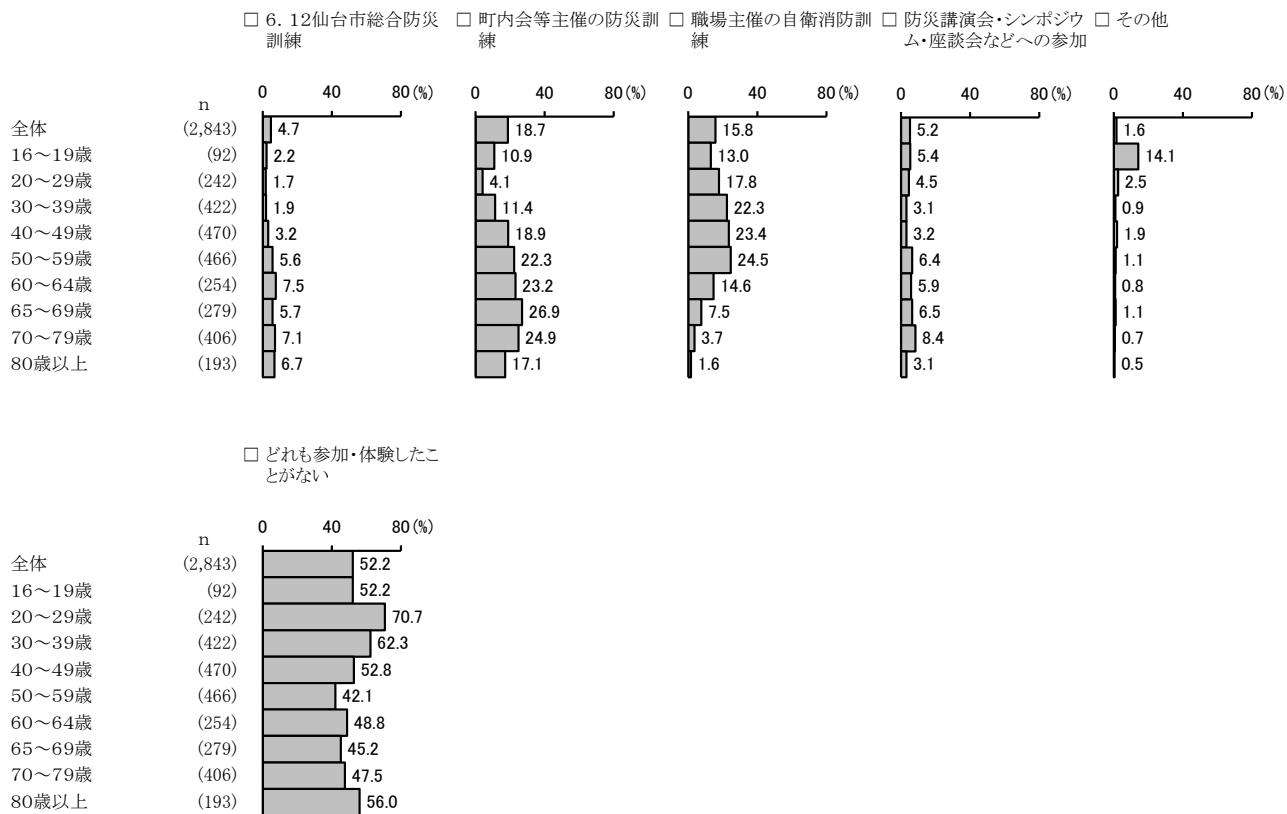 □ 6．12仙台市総合防災 □ 町内会等主催の防災訓 □ 職場主催の自衛消防訓 □ 防災講演会・シンポジウ □ その他
訓練 練 練 ム・座談会などへの参加
0 40 80(%) 0 40 80(%) 0 40 80(%) 0 40 80(%) 0 40 80(%)
n
全体 (2,843) 4.7 18.7 15.8 5.2 1.6
16～19歳 (92) 2.2 10.9 13.0 5.4 14.1
20～29歳 (242) 1.7 4.1 17.8 4.5 2.5
30～39歳 (422) 1.9 11.4 22.3 3.1 0.9
40～49歳 (470) 3.2 18.9 23.4 3.2 1.9
50～59歳 (466) 5.6 22.3 24.5 6.4 1.1
60～64歳 (254) 7.5 23.2 14.6 5.9 0.8
65～69歳 (279) 5.7 26.9 7.5 6.5 1.1
70～79歳 (406) 7.1 24.9 3.7 8.4 0.7
80歳以上 (193) 6.7 17.1 1.6 3.1 0.5
□ どれも参加・体験したこ
とがない
0 40 80(%)
n
全体 (2,843) 52.2
16～19歳 (92) 52.2
20～29歳 (242) 70.7
30～39歳 (422) 62.3
40～49歳 (470) 52.8
50～59歳 (466) 42.1
60～64歳 (254) 48.8
65～69歳 (279) 45.2
70～79歳 (406) 47.5
80歳以上 (193) 56.0